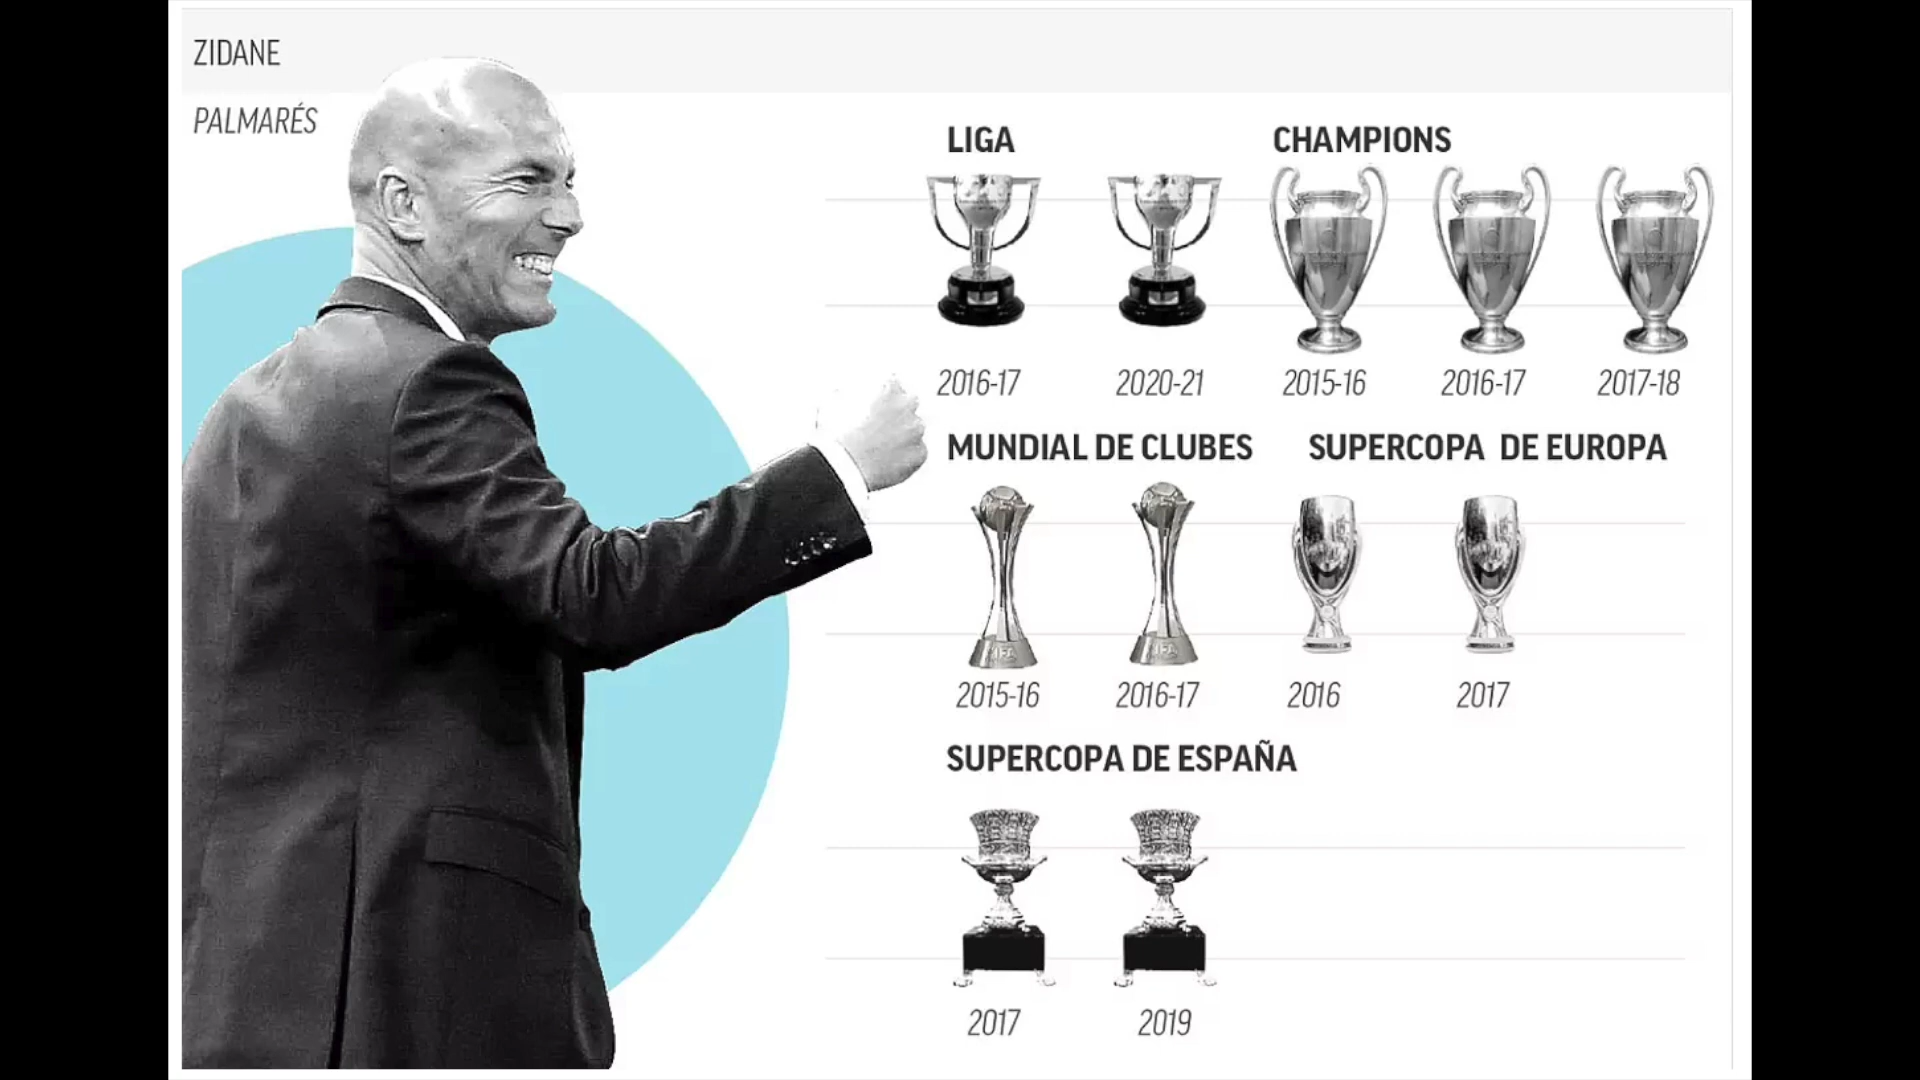 ZIDANE
PALMARÉS
LIGA
CHAMPIONS
2016-17
2020-21
2015-16
2016-17
2017-18
MUNDIAL DE CLUBES
SUPERCOPA DE EUROPA
2015-16
2016-17
2016
2017
SUPERCOPA DE ESPAÑA
2017
2019